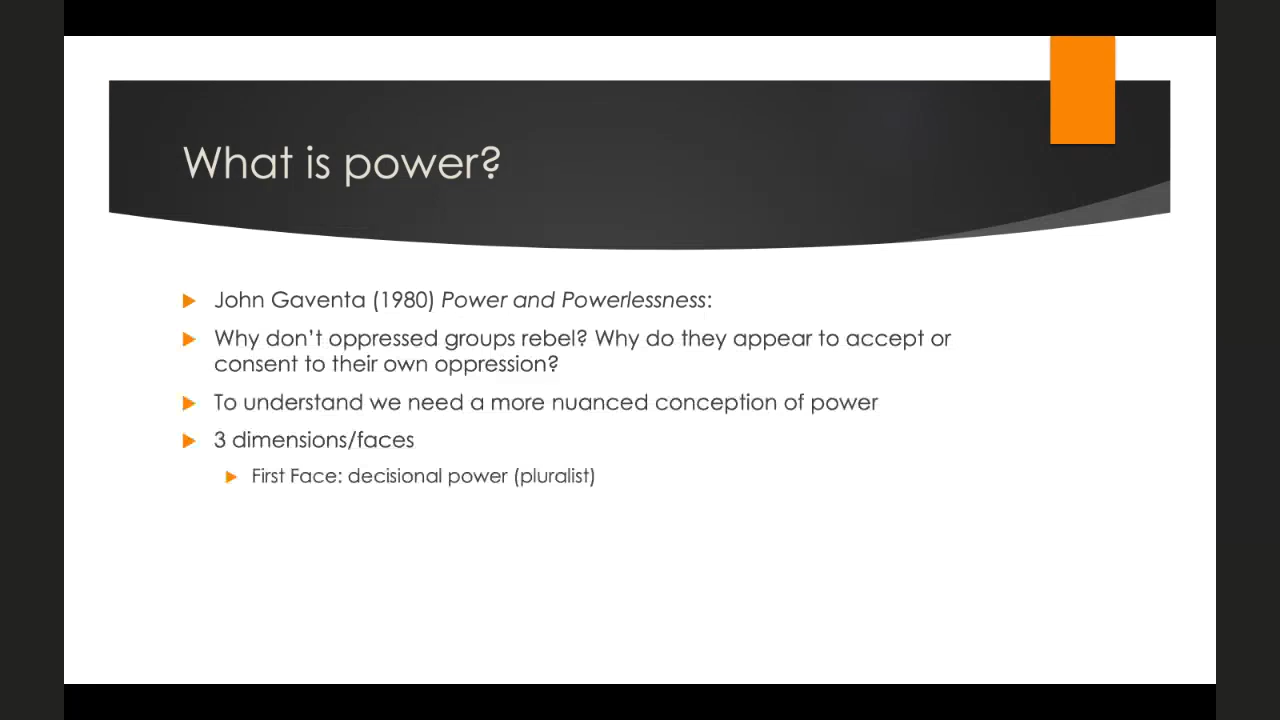 What is power?
John Gaventa (1980) Power and Powerlessness:
Why don’t oppressed groups rebel? Why do they appear to accept or
consent to their own oppression?
To understand we need a more nuanced conception of power
3 dimensions/faces
First Face: decisional power (pluralist)